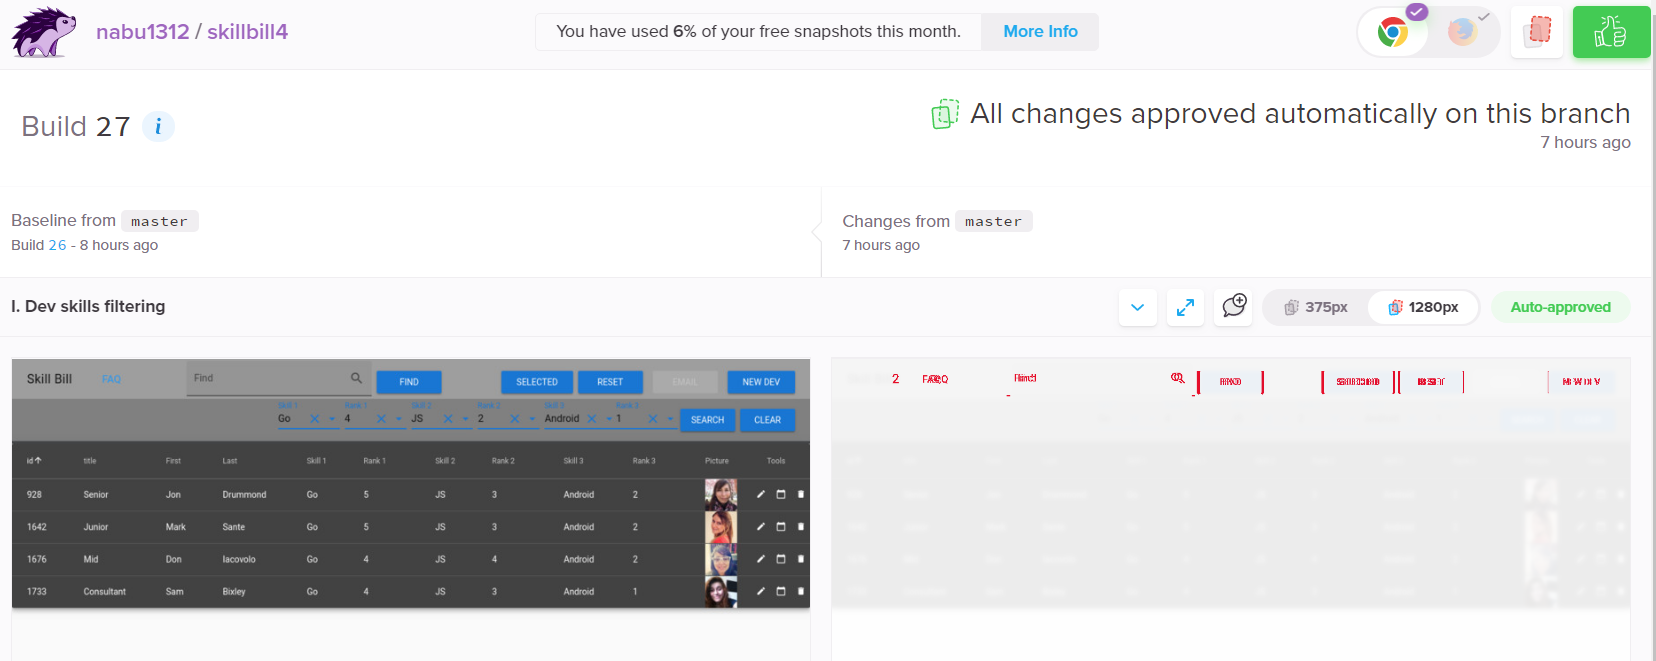 nabu1312 / skillbill4
You have used 6% of your free snapshots this month.
More Info
Build 27
All changes approved automatically on this branch
7 hours ago
Baseline from master
Build 26 - 8 hours ago
Changes from master
7 hours ago
I. Dev skills filtering
375px
1280px
Auto-approved
Skill Bill
FAQ
Find
FIND
SELECTED
RESET
EMAIL
NEW DEV
Skill 1 Rank 1 Skill 2 Rank 2 Skill 3 Rank 3
Go 4 JS 2 Android 1
SEARCH
CLEAR
id title First Last Skill 1 Rank 1 Skill 2 Rank 2 Skill 3 Rank 3 Picture Tools
928 Senior Jon Drummond Go 5 JS 3 Android 2
1642 Junior Mark Sante Go 5 JS 3 Android 2
1676 Mid Don Iacovolo Go 4 JS 4 Android 2
1733 Consultant Sam Bixley Go 4 JS 3 Android 1
2